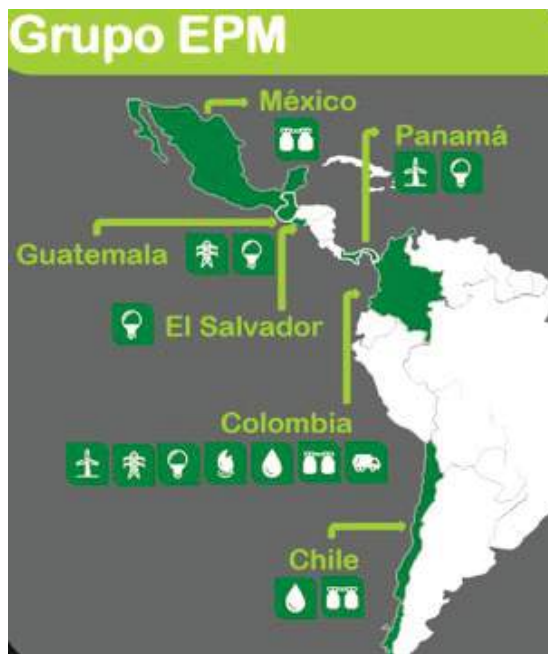 Grupo EPM
México
Panamá
Guatemala
El Salvador
Colombia
Chile